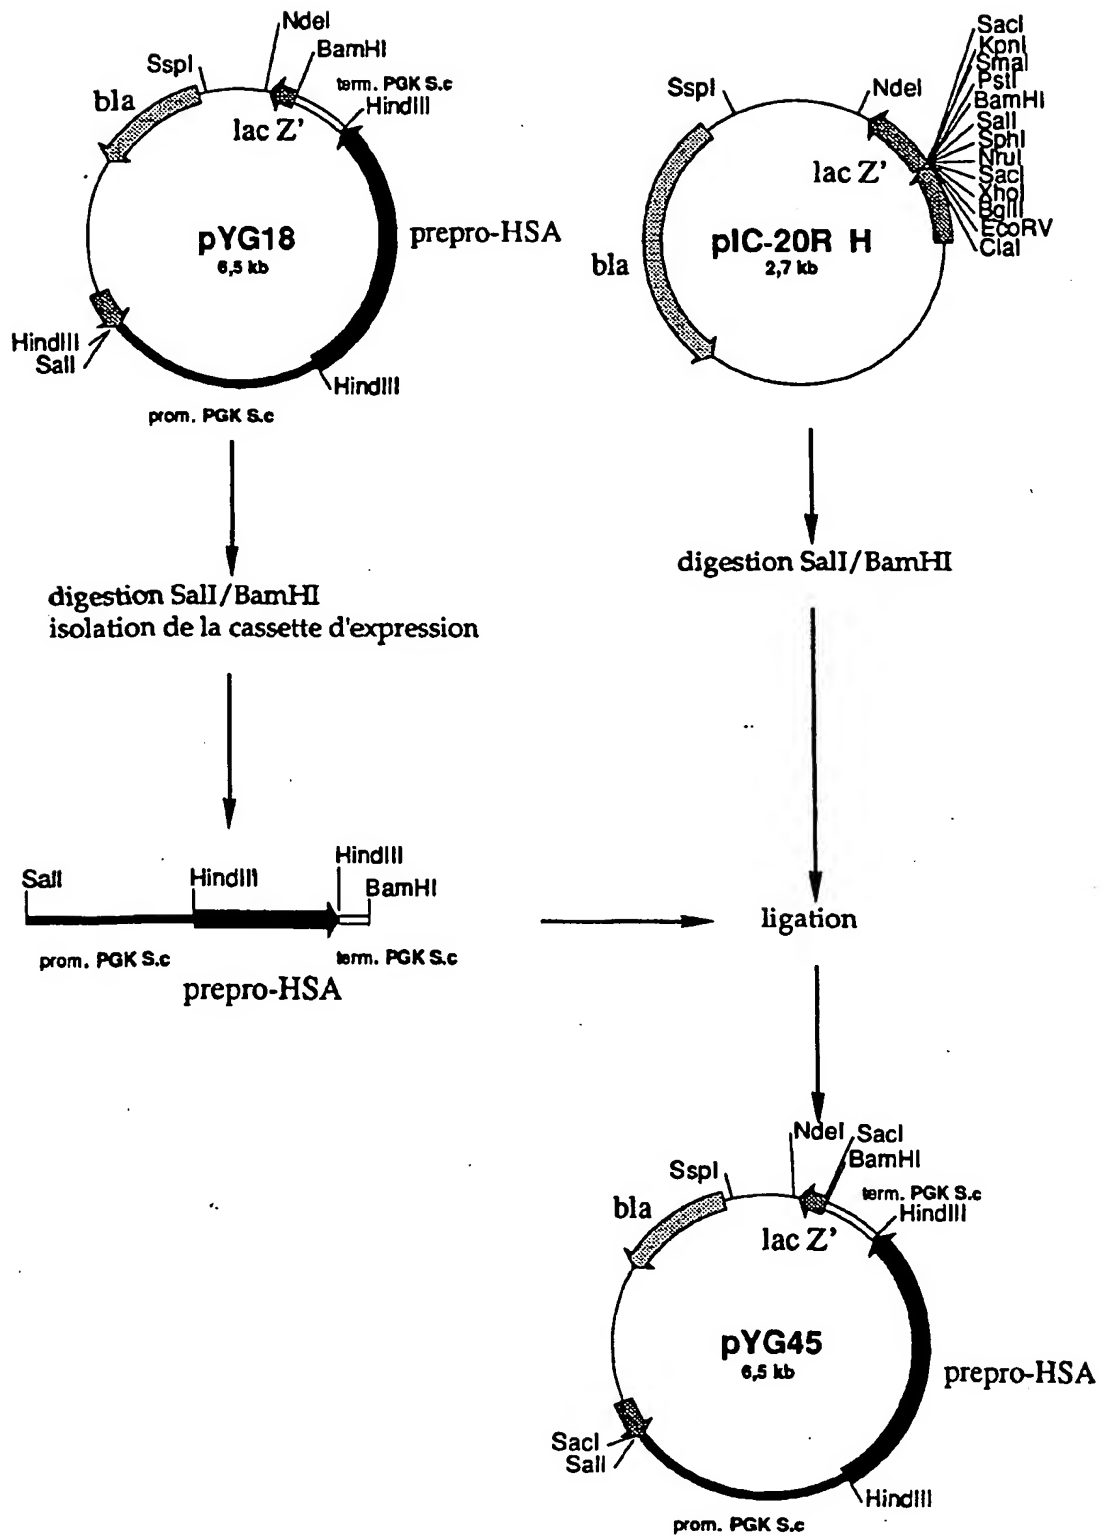 NdeI
BamHI
SspI
term. PGK S.c
HindIII
bla
lac Z'
pYG18
6,5 kb
prepro-HSA
HindIII
SalI
HindIII
prom. PGK S.c
SacI
KpnI
SmaI
PstI
BamHI
SalI
SphI
NruI
SacI
XhoI
BglII
EcoRV
ClaI
SspI
NdeI
lac Z'
pIC-20R H
2,7 kb
bla
digestion SalI/BamHI
isolation de la cassette d'expression
digestion SalI/BamHI
SalI
HindIII
HindIII
BamHI
prom. PGK S.c
term. PGK S.c
prepro-HSA
ligation
NdeI
SacI
BamHI
SspI
term. PGK S.c
HindIII
bla
lac Z'
pYG45
6,5 kb
prepro-HSA
SacI
SalI
HindIII
prom. PGK S.c